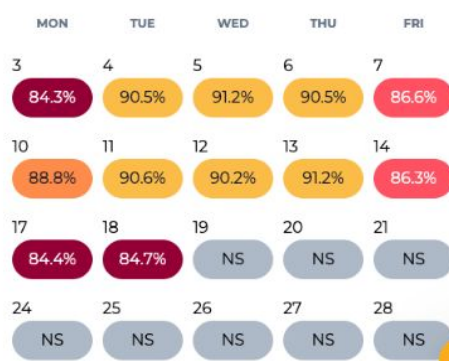 MON TUE WED THU FRI
3 4 5 6 7
84.3% 90.5% 91.2% 90.5% 86.6%
10 11 12 13 14
88.8% 90.6% 90.2% 91.2% 86.3%
17 18 19 20 21
84.4% 84.7% NS NS NS
24 25 26 27 28
NS NS NS NS NS